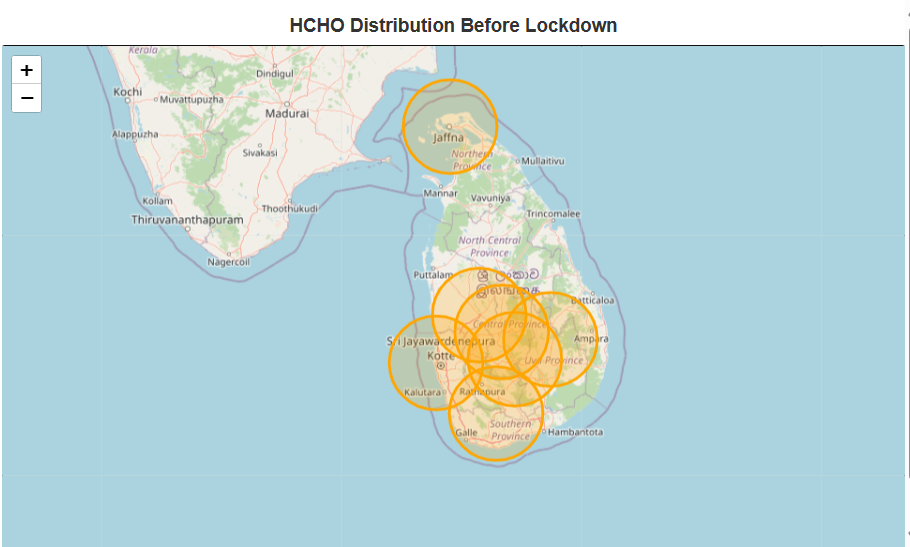 HCHO Distribution Before Lockdown
+
−
Kerala
Dindigul
Kochi
Muvattupuzha
Madurai
Alappuzha
Sivakasi
Jaffna
Northern
Province
Mullaitivu
Kollam
Thoothukudi
Mannar
Vavuniya
Thiruvananthapuram
Trincomalee
Nagercoil
North Central
Province
Puttalam
ශ්‍රී ලංකාව
இலங்கை
Batticaloa
Central Province
Sri Jayawardenepura
Kotte
Ampara
Uva Province
Kalutara
Ratnapura
Galle
Southern
Province
Hambantota